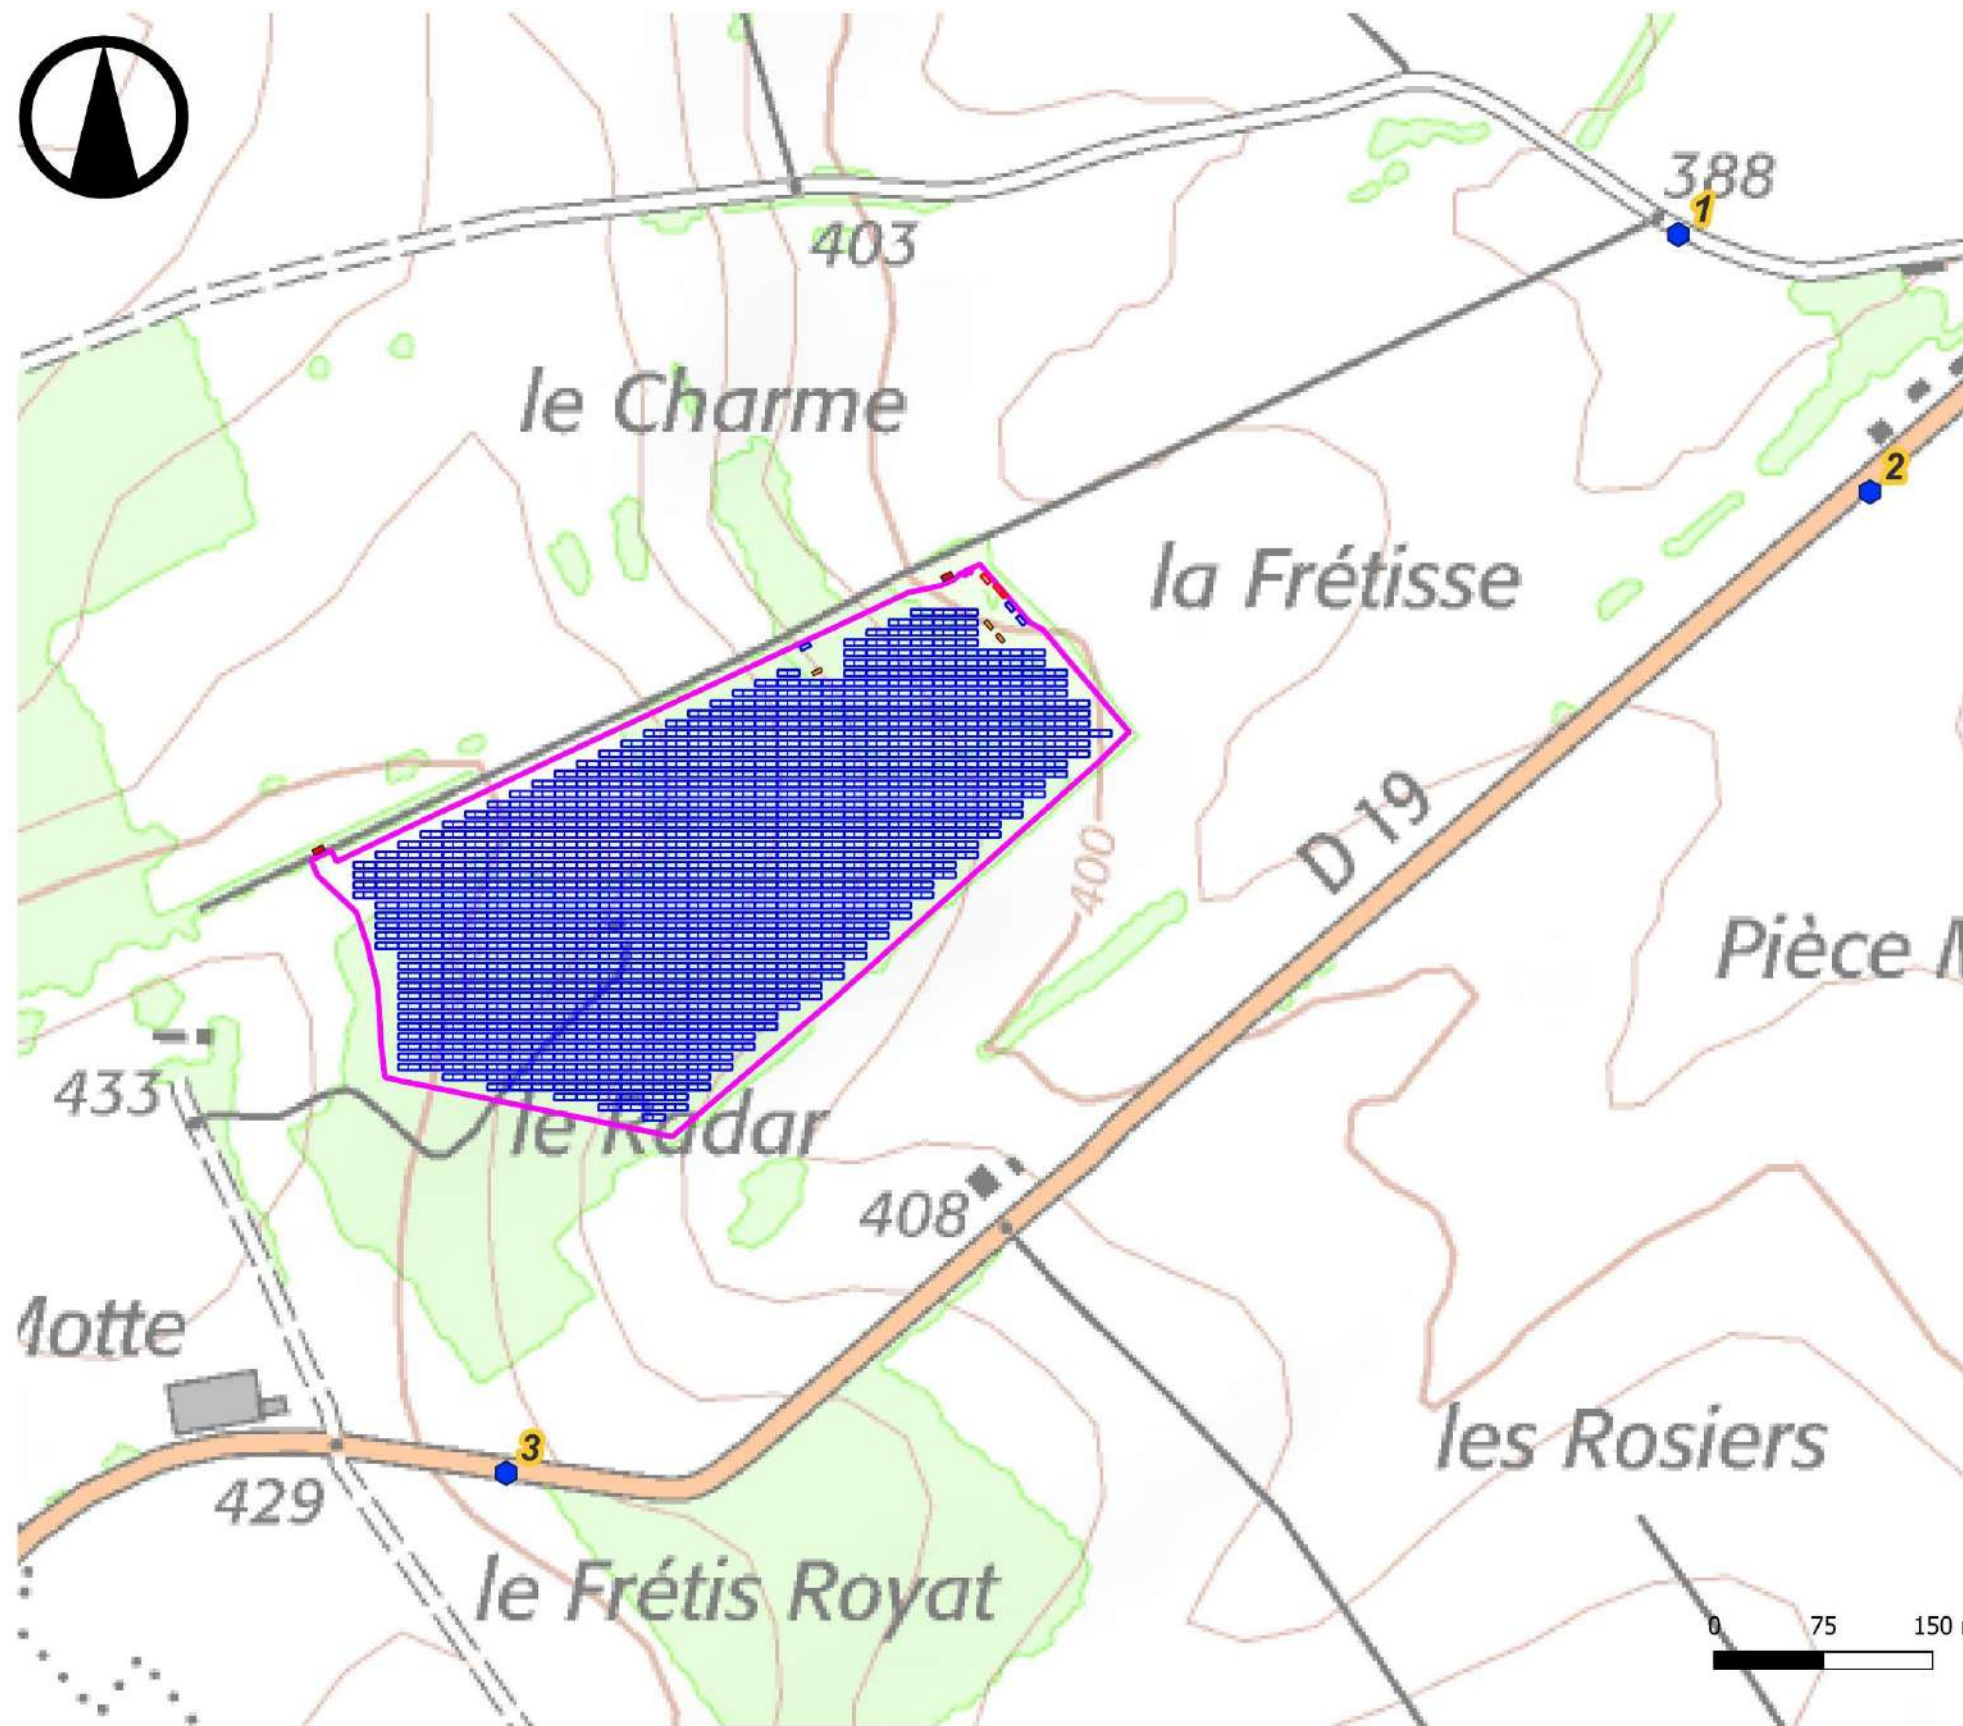 388
1
403
le Charme
2
la Frétisse
D 19
400
Pièce M
433
le Radar
408
Motte
les Rosiers
3
429
le Frétis Royat
0 75 150 m